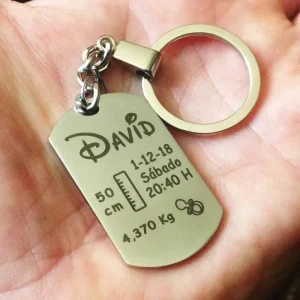 David
1-12-18
Sábado
20:40 H
50
cm
4,370 Kg